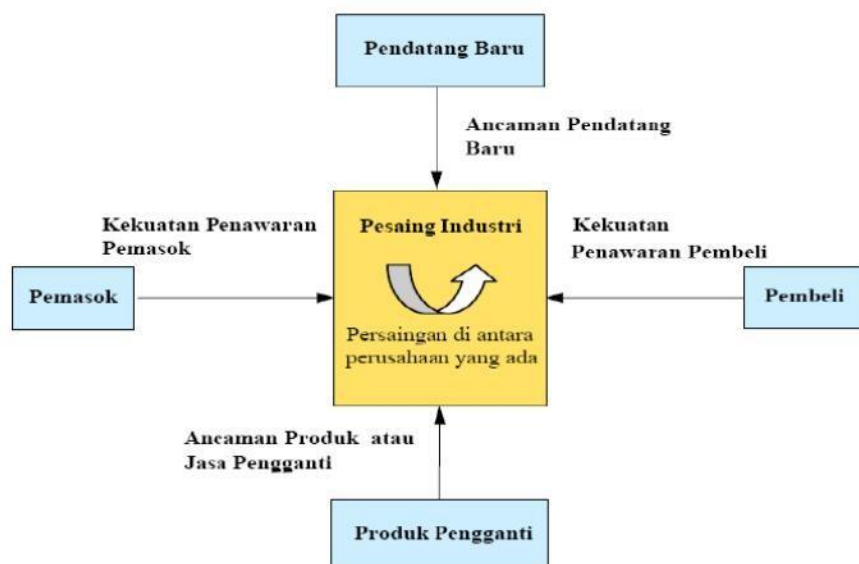 Pendatang Baru
Ancaman Pendatang
Baru
Kekuatan Penawaran
Pemasok
Pesaing Industri
Kekuatan
Penawaran Pembeli
Pemasok
Pembeli
Persaingan di antara
perusahaan yang ada
Ancaman Produk atau
Jasa Pengganti
Produk Pengganti